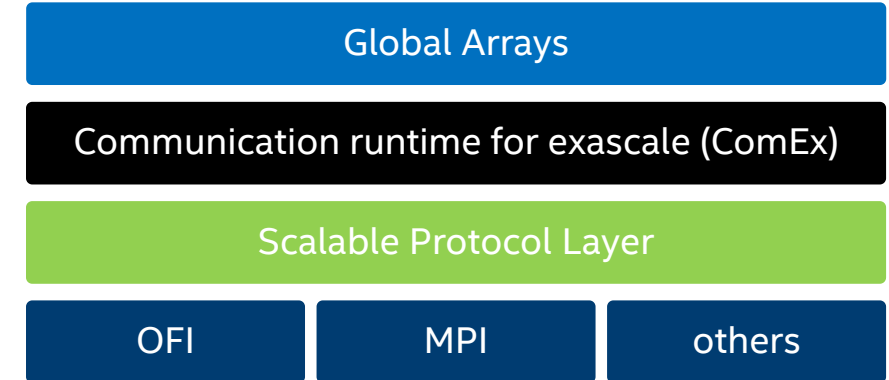 Global Arrays
Communication runtime for exascale (ComEx)
Scalable Protocol Layer
OFI
MPI
others